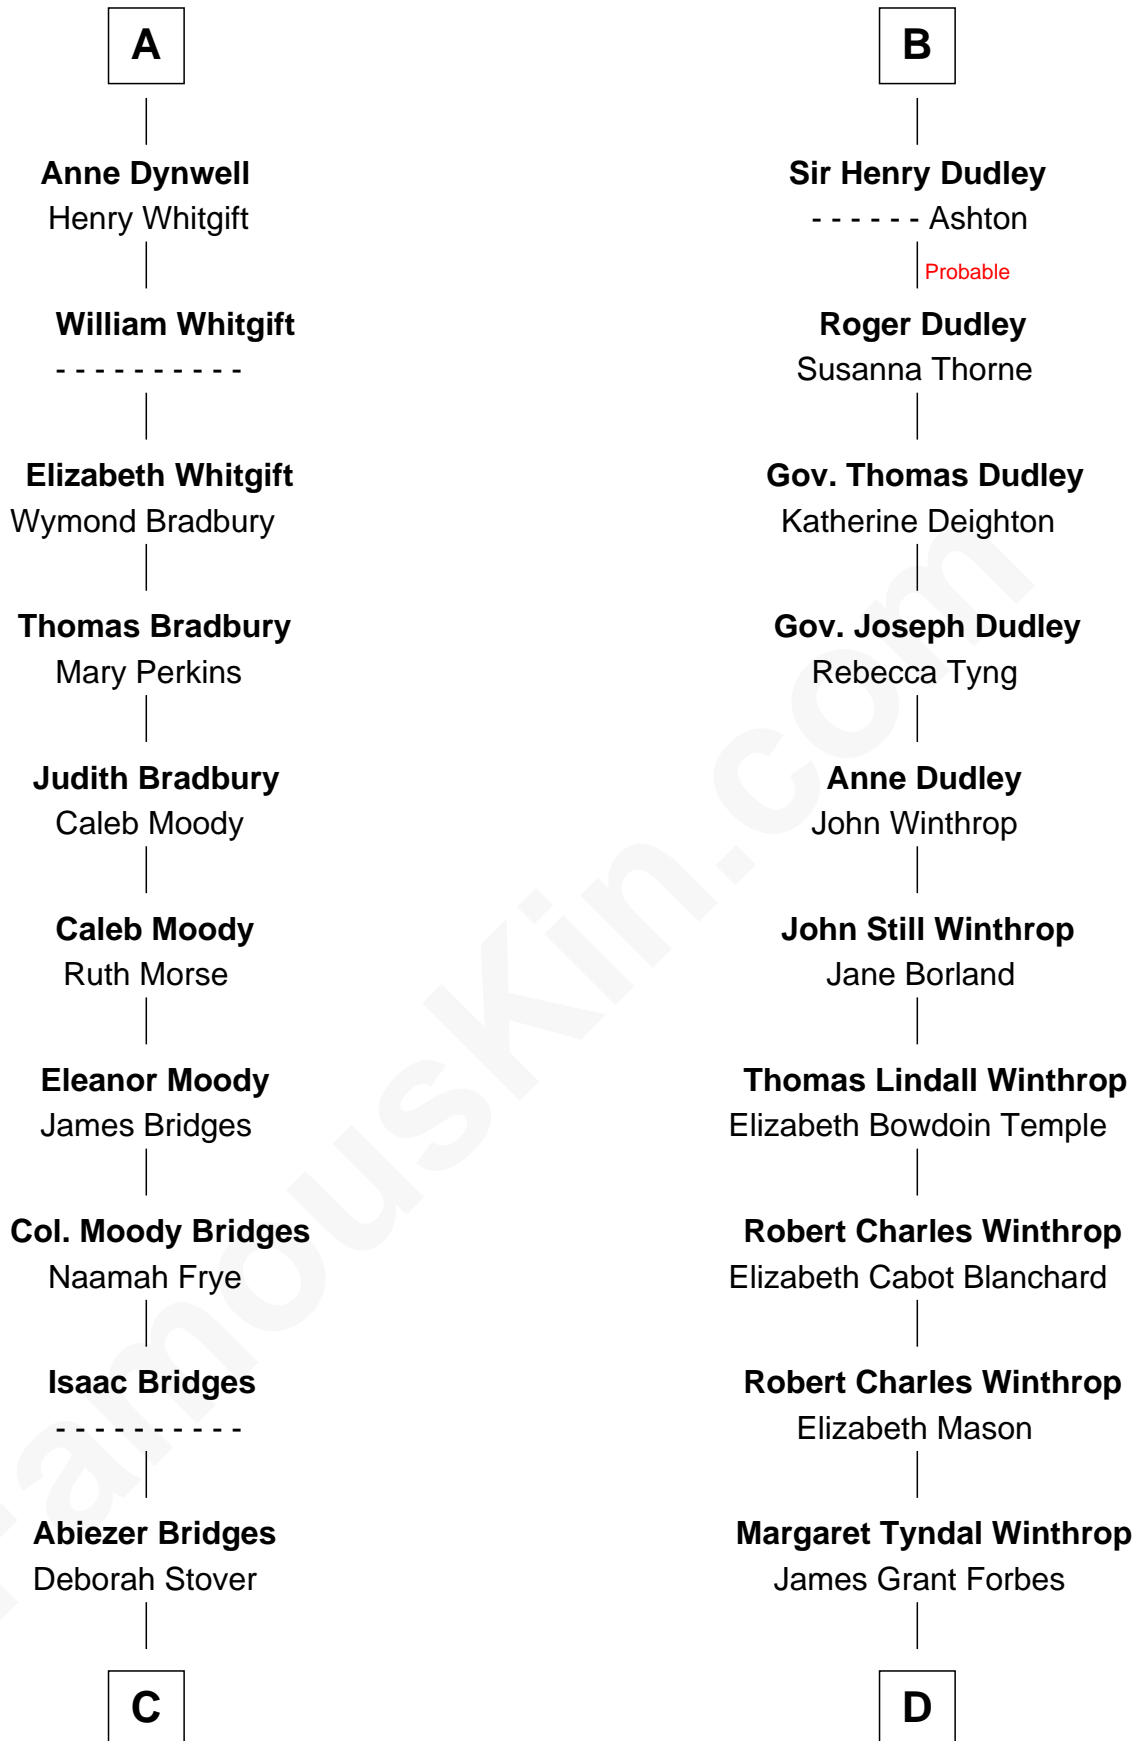 A
Anne Dynwell
Henry Whitgift
William Whitgift
- - - - - - - - - -
Elizabeth Whitgift
Wymond Bradbury
Thomas Bradbury
Mary Perkins
Judith Bradbury
Caleb Moody
Caleb Moody
Ruth Morse
Eleanor Moody
James Bridges
Col. Moody Bridges
Naamah Frye
Isaac Bridges
- - - - - - - - - -
Abiezer Bridges
Deborah Stover
C
B
Sir Henry Dudley
- - - - - - Ashton
Probable
Roger Dudley
Susanna Thorne
Gov. Thomas Dudley
Katherine Deighton
Gov. Joseph Dudley
Rebecca Tyng
Anne Dudley
John Winthrop
John Still Winthrop
Jane Borland
Thomas Lindall Winthrop
Elizabeth Bowdoin Temple
Robert Charles Winthrop
Elizabeth Cabot Blanchard
Robert Charles Winthrop
Elizabeth Mason
Margaret Tyndal Winthrop
James Grant Forbes
D
FamousKin.com